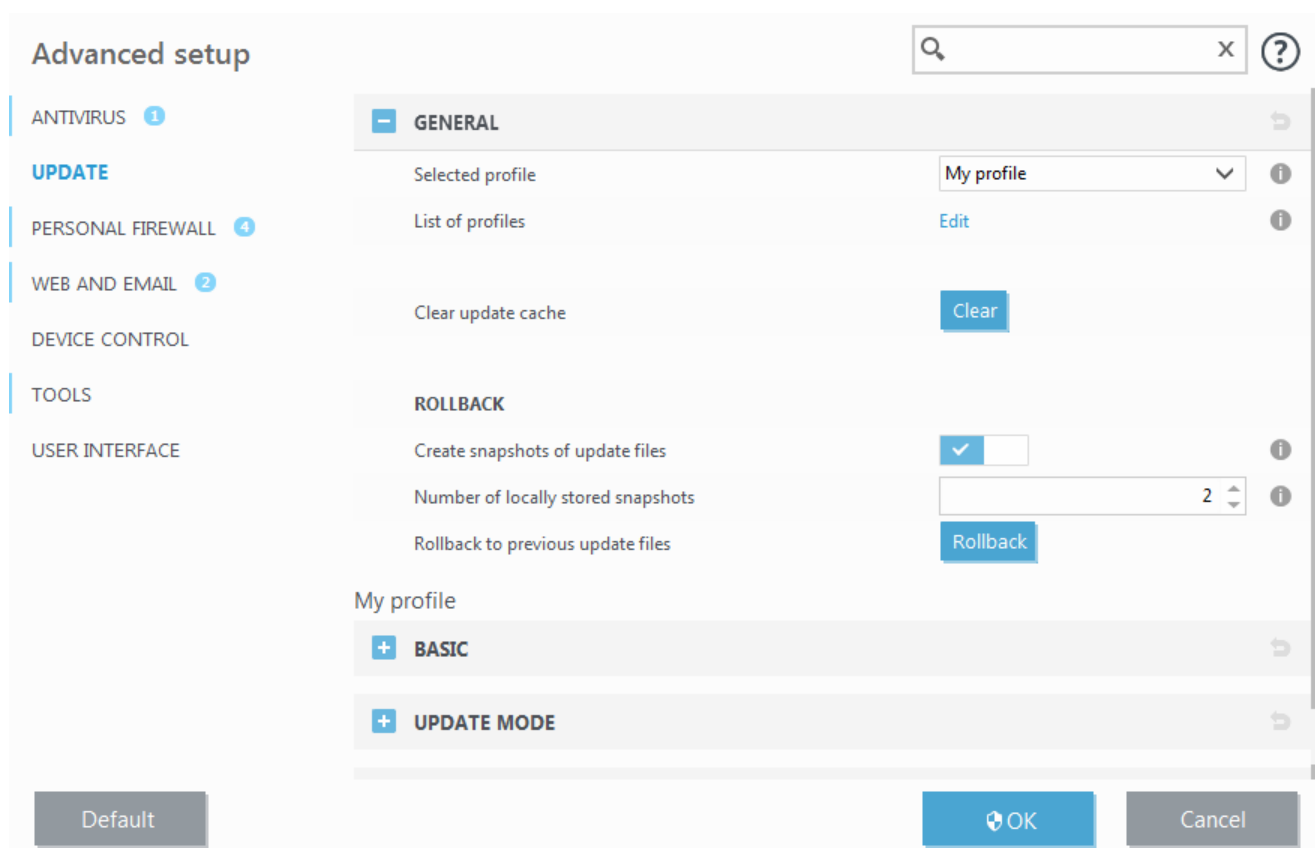 Advanced setup
x
?
ANTIVIRUS 1
UPDATE
PERSONAL FIREWALL 4
WEB AND EMAIL 2
DEVICE CONTROL
TOOLS
USER INTERFACE
GENERAL
Selected profile My profile
List of profiles Edit
Clear update cache Clear
ROLLBACK
Create snapshots of update files
Number of locally stored snapshots 2
Rollback to previous update files Rollback
My profile
BASIC
UPDATE MODE
Default OK Cancel